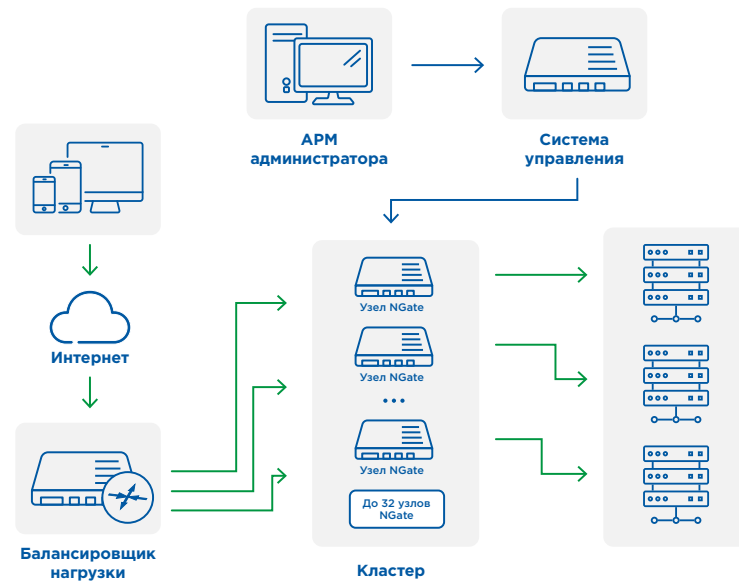 АРМ
администратора
Система
управления
Интернет
Узел NGate
Узел NGate
...
Узел NGate
До 32 узлов
NGate
Балансировщик
нагрузки
Кластер